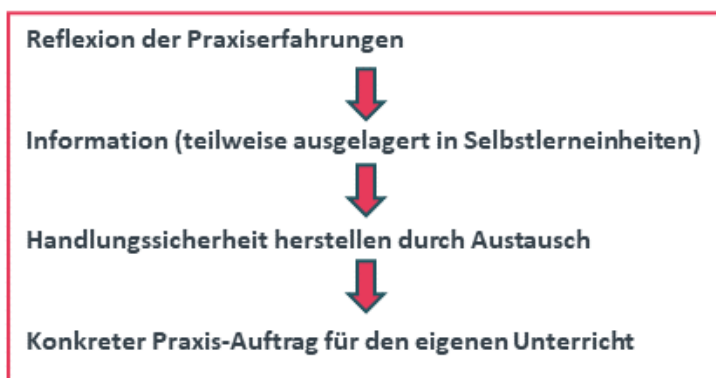 Reflexion der Praxiserfahrungen
Information (teilweise ausgelagert in Selbstlerneinheiten)
Handlungssicherheit herstellen durch Austausch
Konkreter Praxis-Auftrag für den eigenen Unterricht